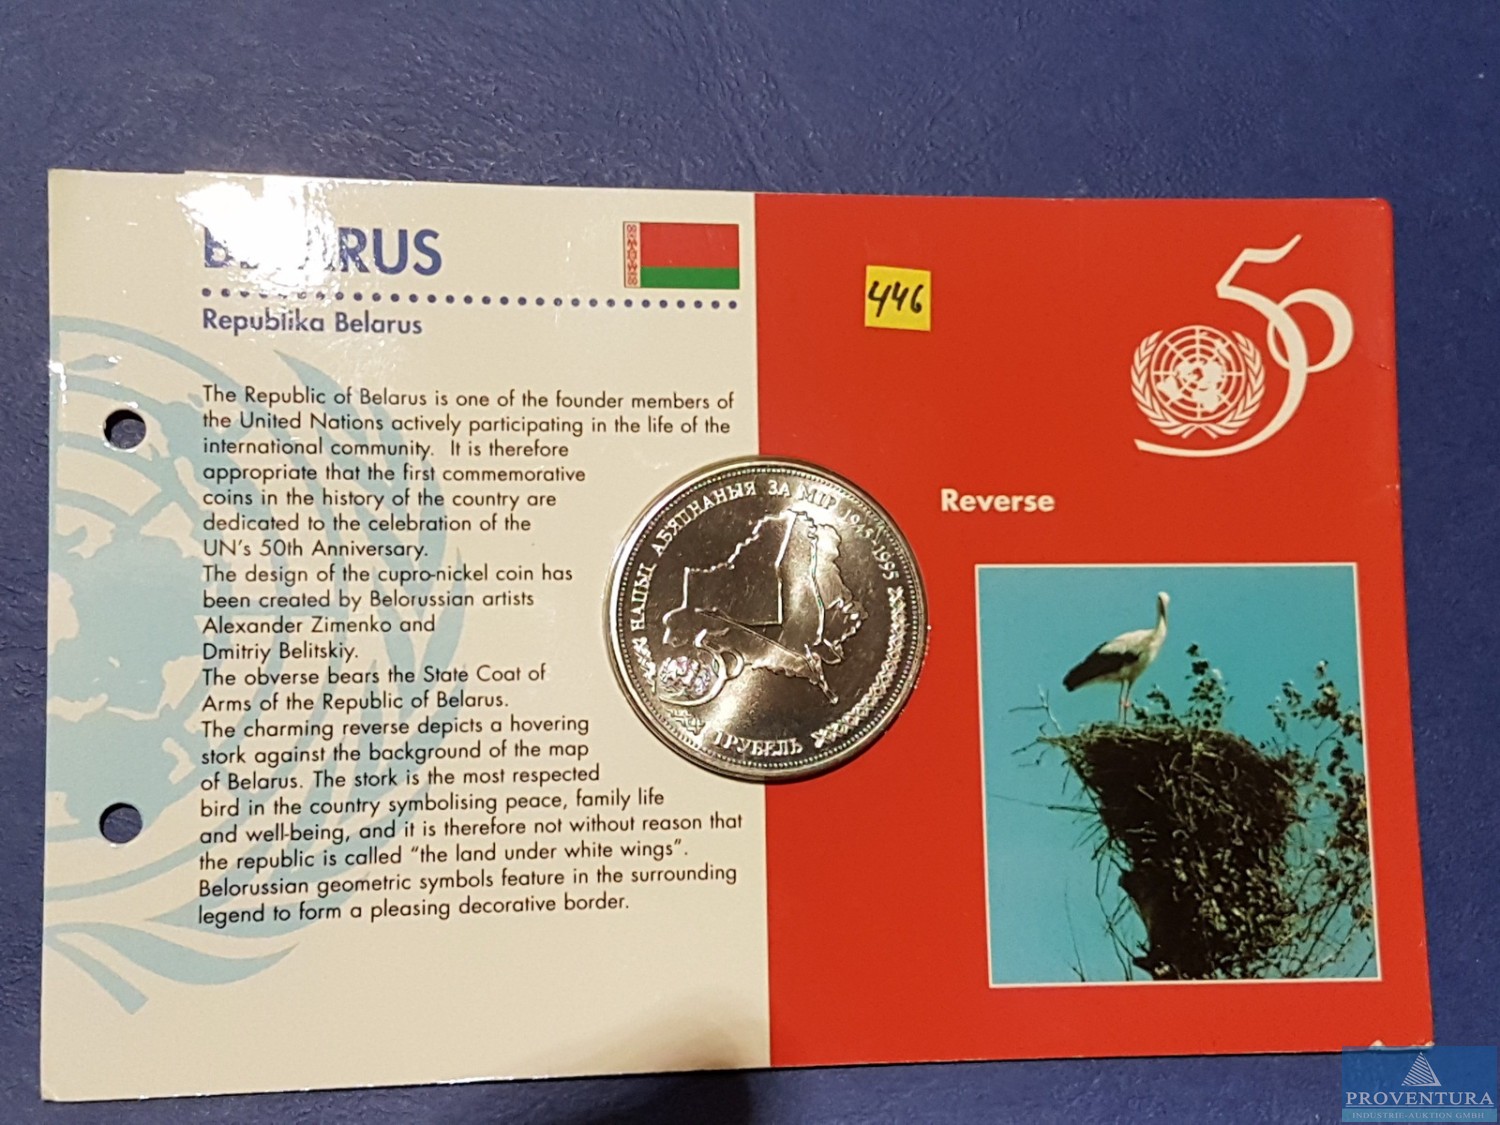 BELARUS
Republika Belarus
The Republic of Belarus is one of the founder members of
the United Nations actively participating in the life of the
international community. It is therefore
appropriate that the first commemorative
coins in the history of the country are
dedicated to the celebration of the
UN's 50th Anniversary.
The design of the cupro-nickel coin has
been created by Belorussian artists
Alexander Zimenko and
Dmitriy Belitskiy.
The obverse bears the State Coat of
Arms of the Republic of Belarus.
The charming reverse depicts a hovering
stork against the background of the map
of Belarus. The stork is the most respected
bird in the country symbolising peace, family life
and well-being, and it is therefore not without reason that
the republic is called "the land under white wings".
Belorussian geometric symbols feature in the surrounding
legend to form a pleasing decorative border.
НАЦЫІ АБЯДНАНЫЯ ЗА МІР 1945-1995
1 РУБЕЛЬ
446
50
Reverse
PROVENTURA
INDUSTRIE-AUKTION GMBH